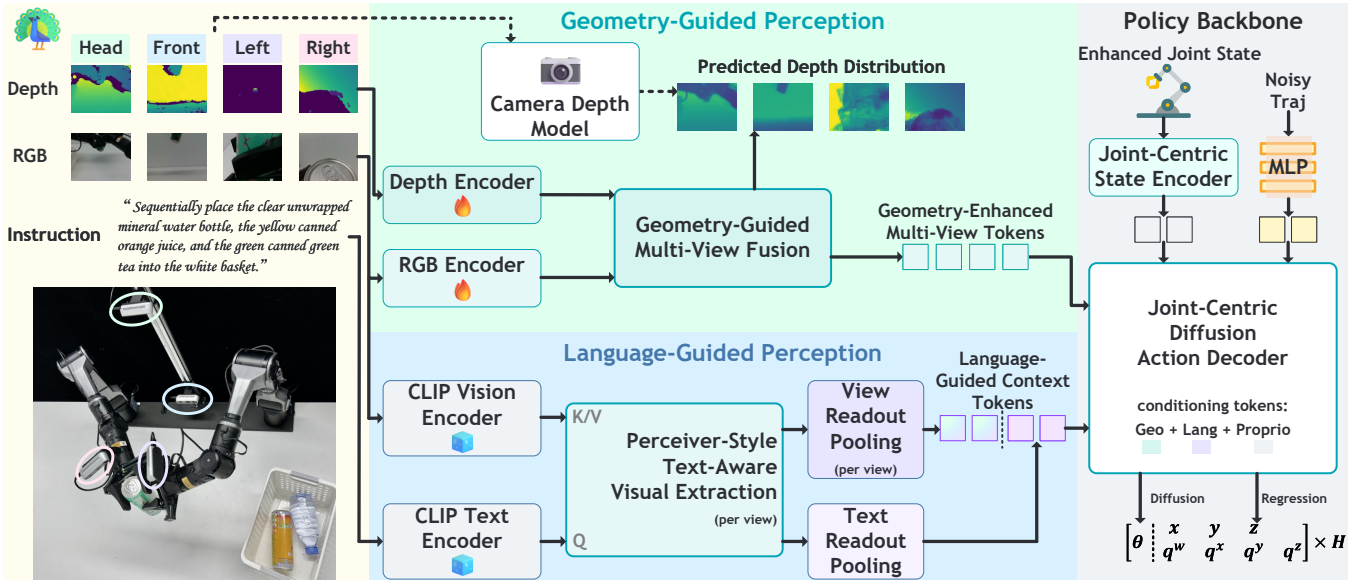 Geometry-Guided Perception
Policy Backbone
Head
Front
Left
Right
Depth
RGB
Camera Depth
Model
Predicted Depth Distribution
Enhanced Joint State
Noisy
Traj
Joint-Centric
State Encoder
MLP
Depth Encoder
RGB Encoder
Geometry-Guided
Multi-View Fusion
Geometry-Enhanced
Multi-View Tokens
Instruction
“ Sequentially place the clear unwrapped
mineral water bottle, the yellow canned
orange juice, and the green canned green
tea into the white basket.”
Joint-Centric
Diffusion
Action Decoder
conditioning tokens:
Geo + Lang + Proprio
Language-Guided Perception
CLIP Vision
Encoder
CLIP Text
Encoder
K/V
Q
Perceiver-Style
Text-Aware
Visual Extraction
(per view)
View
Readout
Pooling
(per view)
Text
Readout
Pooling
Language-
Guided Context
Tokens
Diffusion
Regression
[θ ┊ x y z
q^w q^x q^y q^z] × H